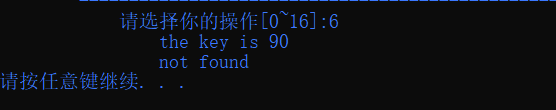 请选择你的操作[0~16]:6
the key is 90
not found
请按任意键继续. . .